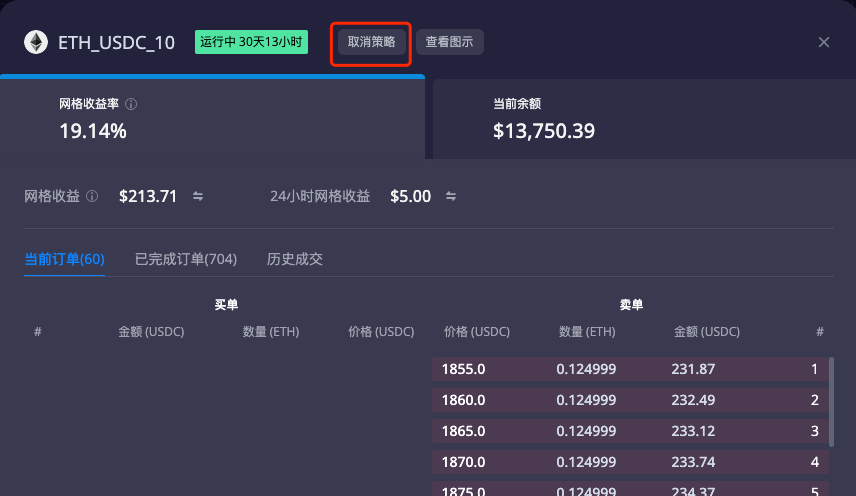 ETH_USDC_10 运行中 30天13小时 取消策略 查看图示
网格收益率 当前余额
19.14% $13,750.39
网格收益 $213.71 24小时网格收益 $5.00
当前订单(60) 已完成订单(704) 历史成交
买单 卖单
# 金额 (USDC) 数量 (ETH) 价格 (USDC) 价格 (USDC) 数量 (ETH) 金额 (USDC) #
1855.0 0.124999 231.87 1
1860.0 0.124999 232.49 2
1865.0 0.124999 233.12 3
1870.0 0.124999 233.74 4
1875.0 0.124999 234.37 5